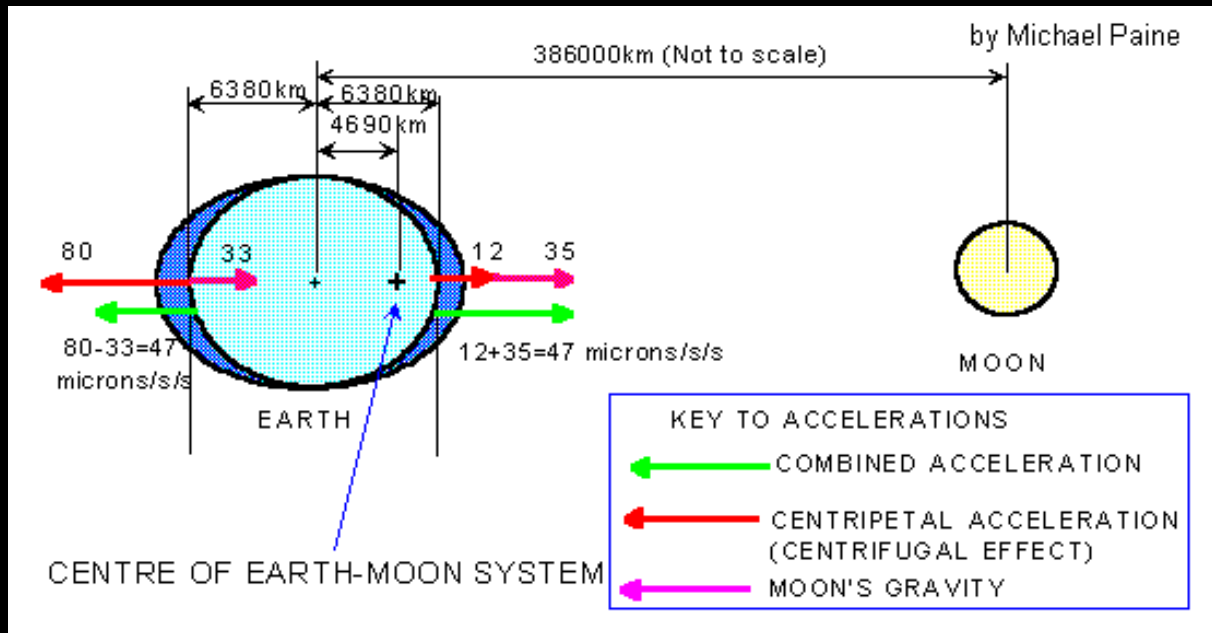 by Michael Paine
386000km (Not to scale)
6380km
6380km
4690km
80
33
12
35
80-33=47
microns/s/s
12+35=47 microns/s/s
EARTH
MOON
CENTRE OF EARTH-MOON SYSTEM
KEY TO ACCELERATIONS
COMBINED ACCELERATION
CENTRIPETAL ACCELERATION
(CENTRIFUGAL EFFECT)
MOON'S GRAVITY